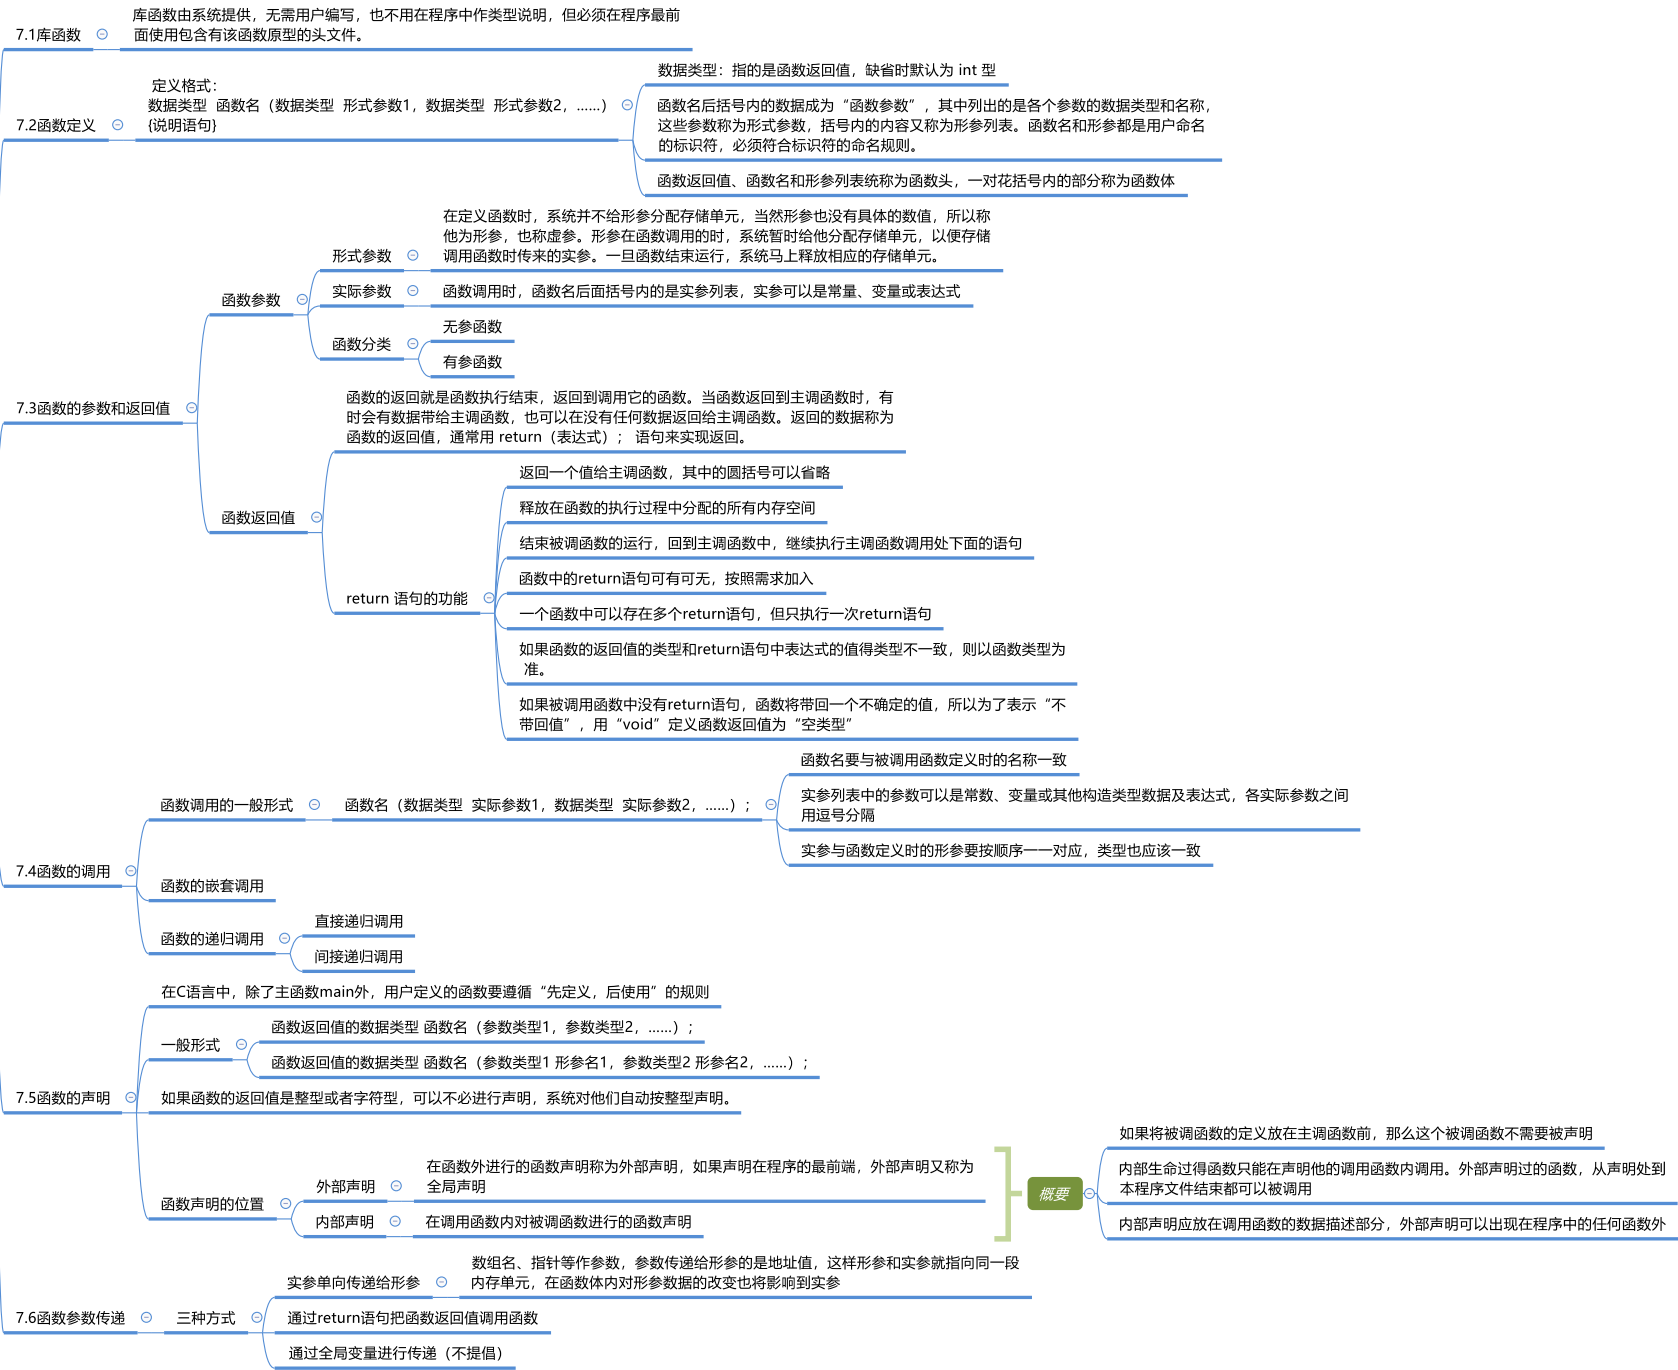 7.1库函数
库函数由系统提供，无需用户编写，也不用在程序中作类型说明，但必须在程序最前
面使用包含有该函数原型的头文件。
7.2函数定义
定义格式：
数据类型 函数名（数据类型 形式参数1，数据类型 形式参数2，……）
{说明语句}
数据类型：指的是函数返回值，缺省时默认为 int 型
函数名后括号内的数据成为“函数参数”，其中列出的是各个参数的数据类型和名称，
这些参数称为形式参数，括号内的内容又称为形参列表。函数名和形参都是用户命名
的标识符，必须符合标识符的命名规则。
函数返回值、函数名和形参列表统称为函数头，一对花括号内的部分称为函数体
7.3函数的参数和返回值
函数参数
形式参数
在定义函数时，系统并不给形参分配存储单元，当然形参也没有具体的数值，所以称
他为形参，也称虚参。形参在函数调用的时，系统暂时给他分配存储单元，以便存储
调用函数时传来的实参。一旦函数结束运行，系统马上释放相应的存储单元。
实际参数
函数调用时，函数名后面括号内的是实参列表，实参可以是常量、变量或表达式
函数分类
无参函数
有参函数
函数返回值
函数的返回就是函数执行结束，返回到调用它的函数。当函数返回到主调函数时，有
时会有数据带给主调函数，也可以在没有任何数据返回给主调函数。返回的数据称为
函数的返回值，通常用 return（表达式）； 语句来实现返回。
return 语句的功能
返回一个值给主调函数，其中的圆括号可以省略
释放在函数的执行过程中分配的所有内存空间
结束被调函数的运行，回到主调函数中，继续执行主调函数调用处下面的语句
函数中的return语句可有可无，按照需求加入
一个函数中可以存在多个return语句，但只执行一次return语句
如果函数的返回值的类型和return语句中表达式的值得类型不一致，则以函数类型为
准。
如果被调用函数中没有return语句，函数将带回一个不确定的值，所以为了表示“不
带回值”，用“void”定义函数返回值为“空类型”
7.4函数的调用
函数调用的一般形式
函数名（数据类型 实际参数1，数据类型 实际参数2，……）；
函数名要与被调用函数定义时的名称一致
实参列表中的参数可以是常数、变量或其他构造类型数据及表达式，各实际参数之间
用逗号分隔
实参与函数定义时的形参要按顺序一一对应，类型也应该一致
函数的嵌套调用
函数的递归调用
直接递归调用
间接递归调用
7.5函数的声明
在C语言中，除了主函数main外，用户定义的函数要遵循“先定义，后使用”的规则
一般形式
函数返回值的数据类型 函数名（参数类型1，参数类型2，……）；
函数返回值的数据类型 函数名（参数类型1 形参名1，参数类型2 形参名2，……）；
如果函数的返回值是整型或者字符型，可以不必进行声明，系统对他们自动按整型声明。
函数声明的位置
外部声明
在函数外进行的函数声明称为外部声明，如果声明在程序的最前端，外部声明又称为
全局声明
内部声明
在调用函数内对被调函数进行的函数声明
概要
如果将被调函数的定义放在主调函数前，那么这个被调函数不需要被声明
内部生命过得函数只能在声明他的调用函数内调用。外部声明过的函数，从声明处到
本程序文件结束都可以被调用
内部声明应放在调用函数的数据描述部分，外部声明可以出现在程序中的任何函数外
7.6函数参数传递
三种方式
实参单向传递给形参
数组名、指针等作参数，参数传递给形参的是地址值，这样形参和实参就指向同一段
内存单元，在函数体内对形参数据的改变也将影响到实参
通过return语句把函数返回值调用函数
通过全局变量进行传递（不提倡）